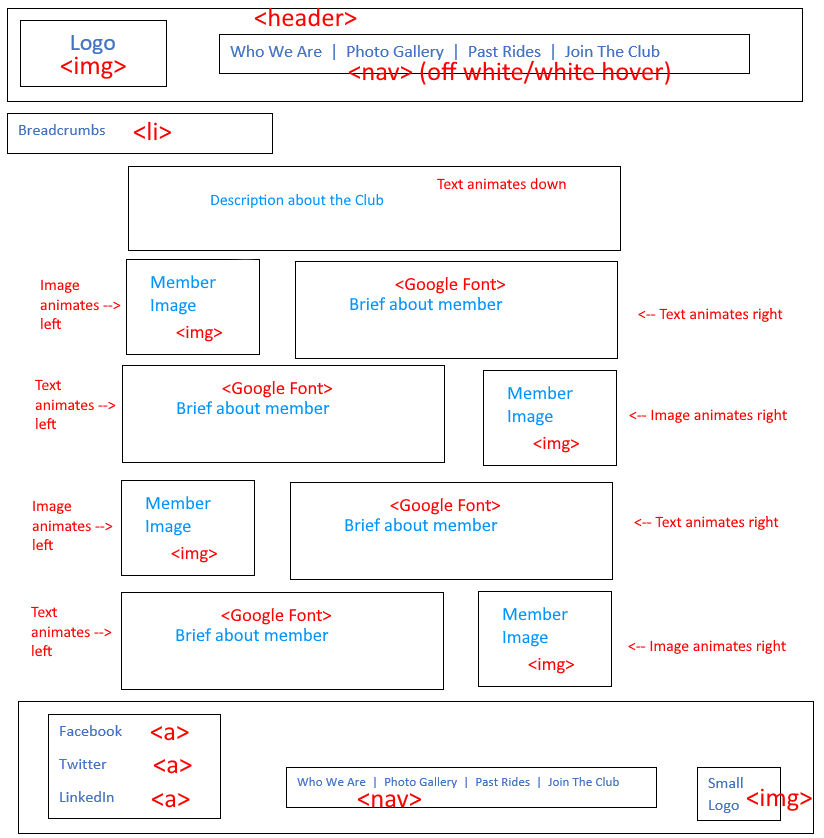 <header>
Logo
<img>
Who We Are | Photo Gallery | Past Rides | Join The Club
<nav> (off white/white hover)
Breadcrumbs <li>
Text animates down
Description about the Club
Image
animates -->
left
Member
Image
<img>
<Google Font>
Brief about member
<-- Text animates right
Text
animates -->
left
<Google Font>
Brief about member
Member
Image
<img>
<-- Image animates right
Image
animates -->
left
Member
Image
<img>
<Google Font>
Brief about member
<-- Text animates right
Text
animates -->
left
<Google Font>
Brief about member
Member
Image
<img>
<-- Image animates right
Facebook <a>
Twitter <a>
LinkedIn <a>
Who We Are | Photo Gallery | Past Rides | Join The Club
<nav>
Small
Logo <img>